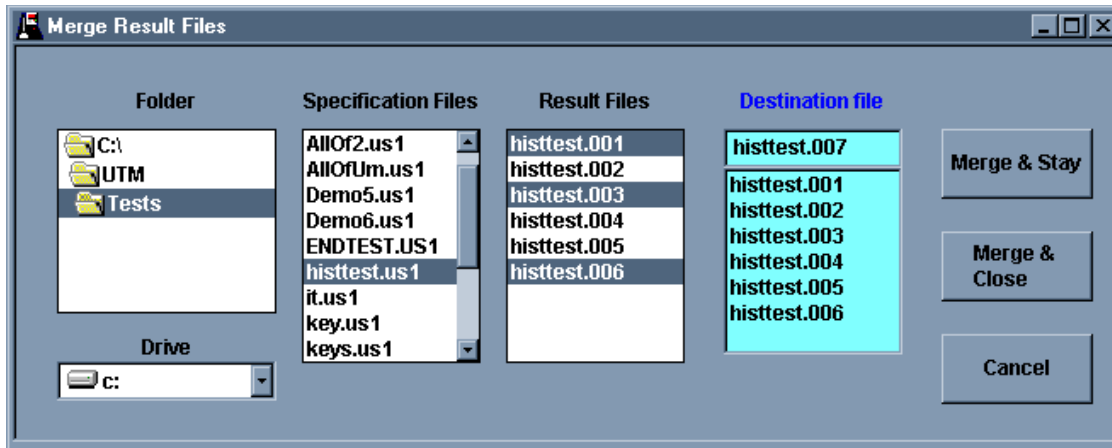 Merge Result Files
Folder
C:\
UTM
Tests
Drive
c:
Specification Files
AllOf2.us1
AllOfUm.us1
Demo5.us1
Demo6.us1
ENDTEST.US1
histtest.us1
it.us1
key.us1
keys.us1
Result Files
histtest.001
histtest.002
histtest.003
histtest.004
histtest.005
histtest.006
Destination file
histtest.007
histtest.001
histtest.002
histtest.003
histtest.004
histtest.005
histtest.006
Merge & Stay
Merge &
Close
Cancel